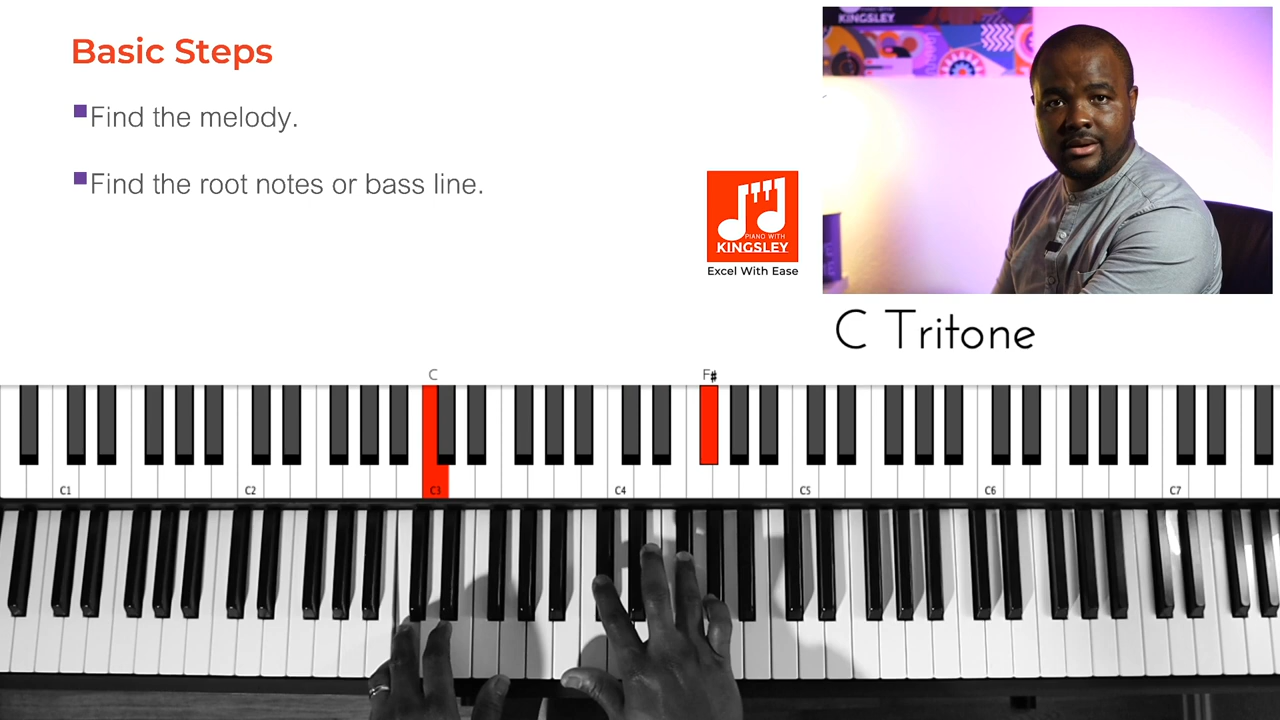 Basic Steps
Find the melody.
Find the root notes or bass line.
KINGSLEY
PIANO WITH
KINGSLEY
Excel With Ease
C Tritone
C
F#
C1
C2
C3
C4
C5
C6
C7